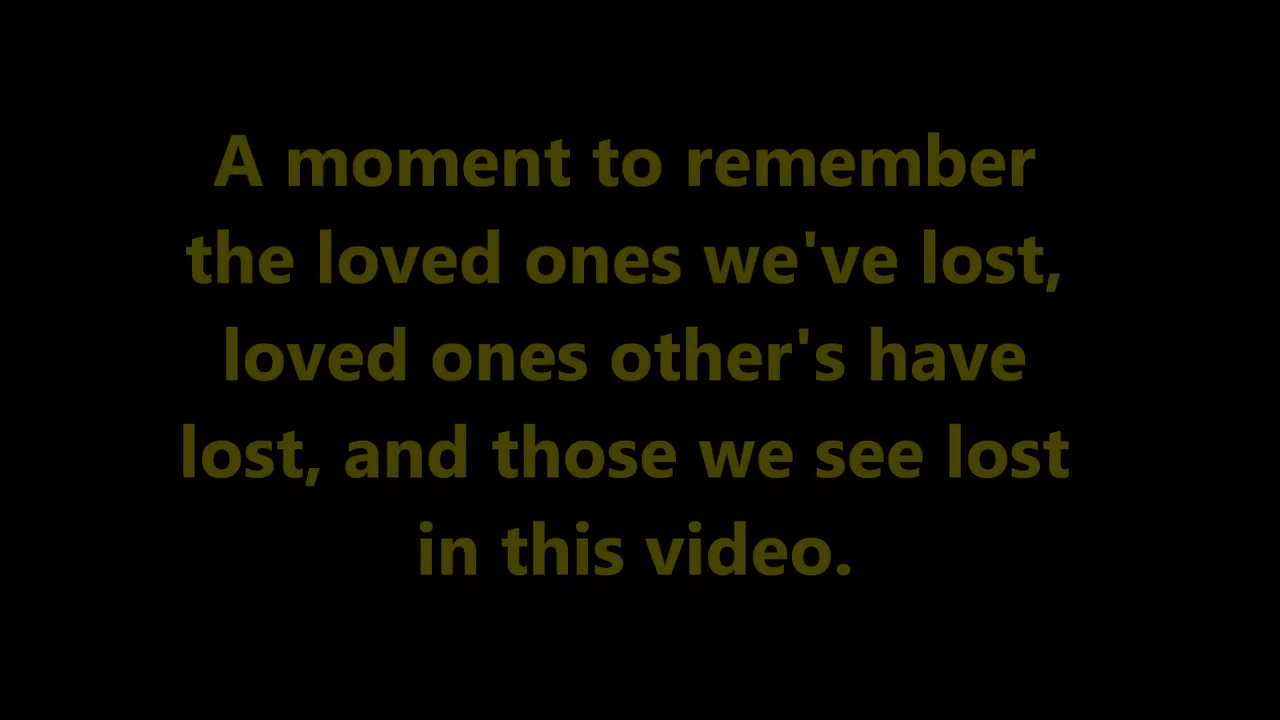 A moment to remember
the loved ones we've lost,
loved ones other's have
lost, and those we see lost
in this video.